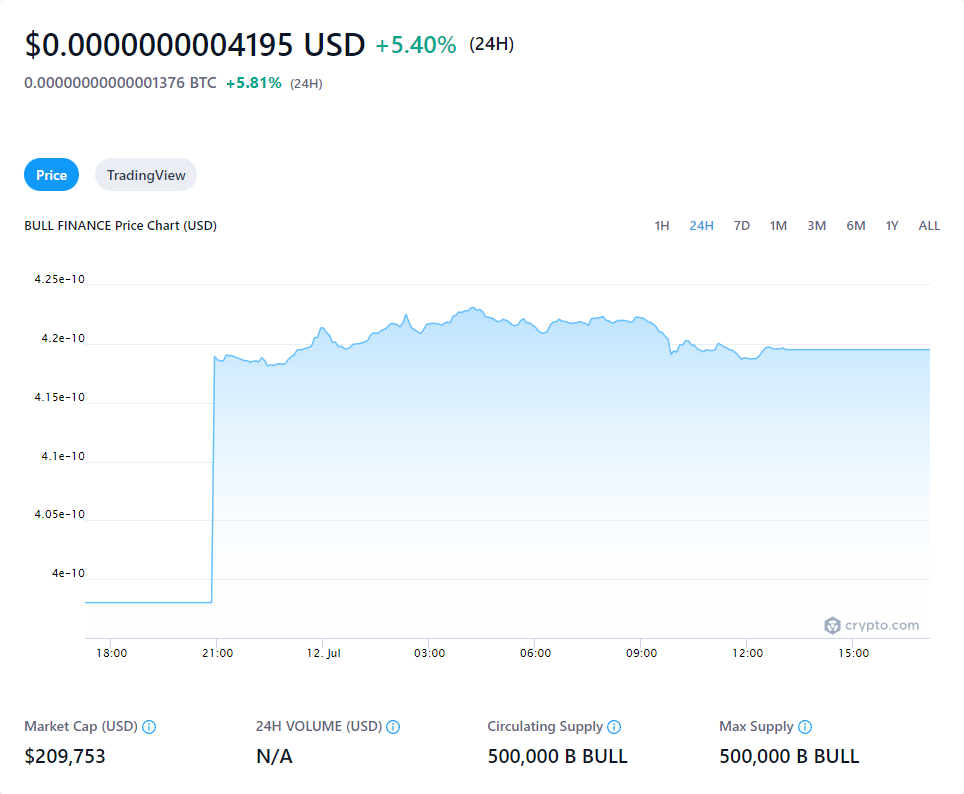 $0.0000000004195 USD +5.40% (24H)
0.00000000000001376 BTC +5.81% (24H)
Price TradingView
BULL FINANCE Price Chart (USD) 1H 24H 7D 1M 3M 6M 1Y ALL
4.25e-10
4.2e-10
4.15e-10
4.1e-10
4.05e-10
4e-10
crypto.com
18:00 21:00 12. Jul 03:00 06:00 09:00 12:00 15:00
Market Cap (USD) 24H VOLUME (USD) Circulating Supply Max Supply
$209,753 N/A 500,000 B BULL 500,000 B BULL